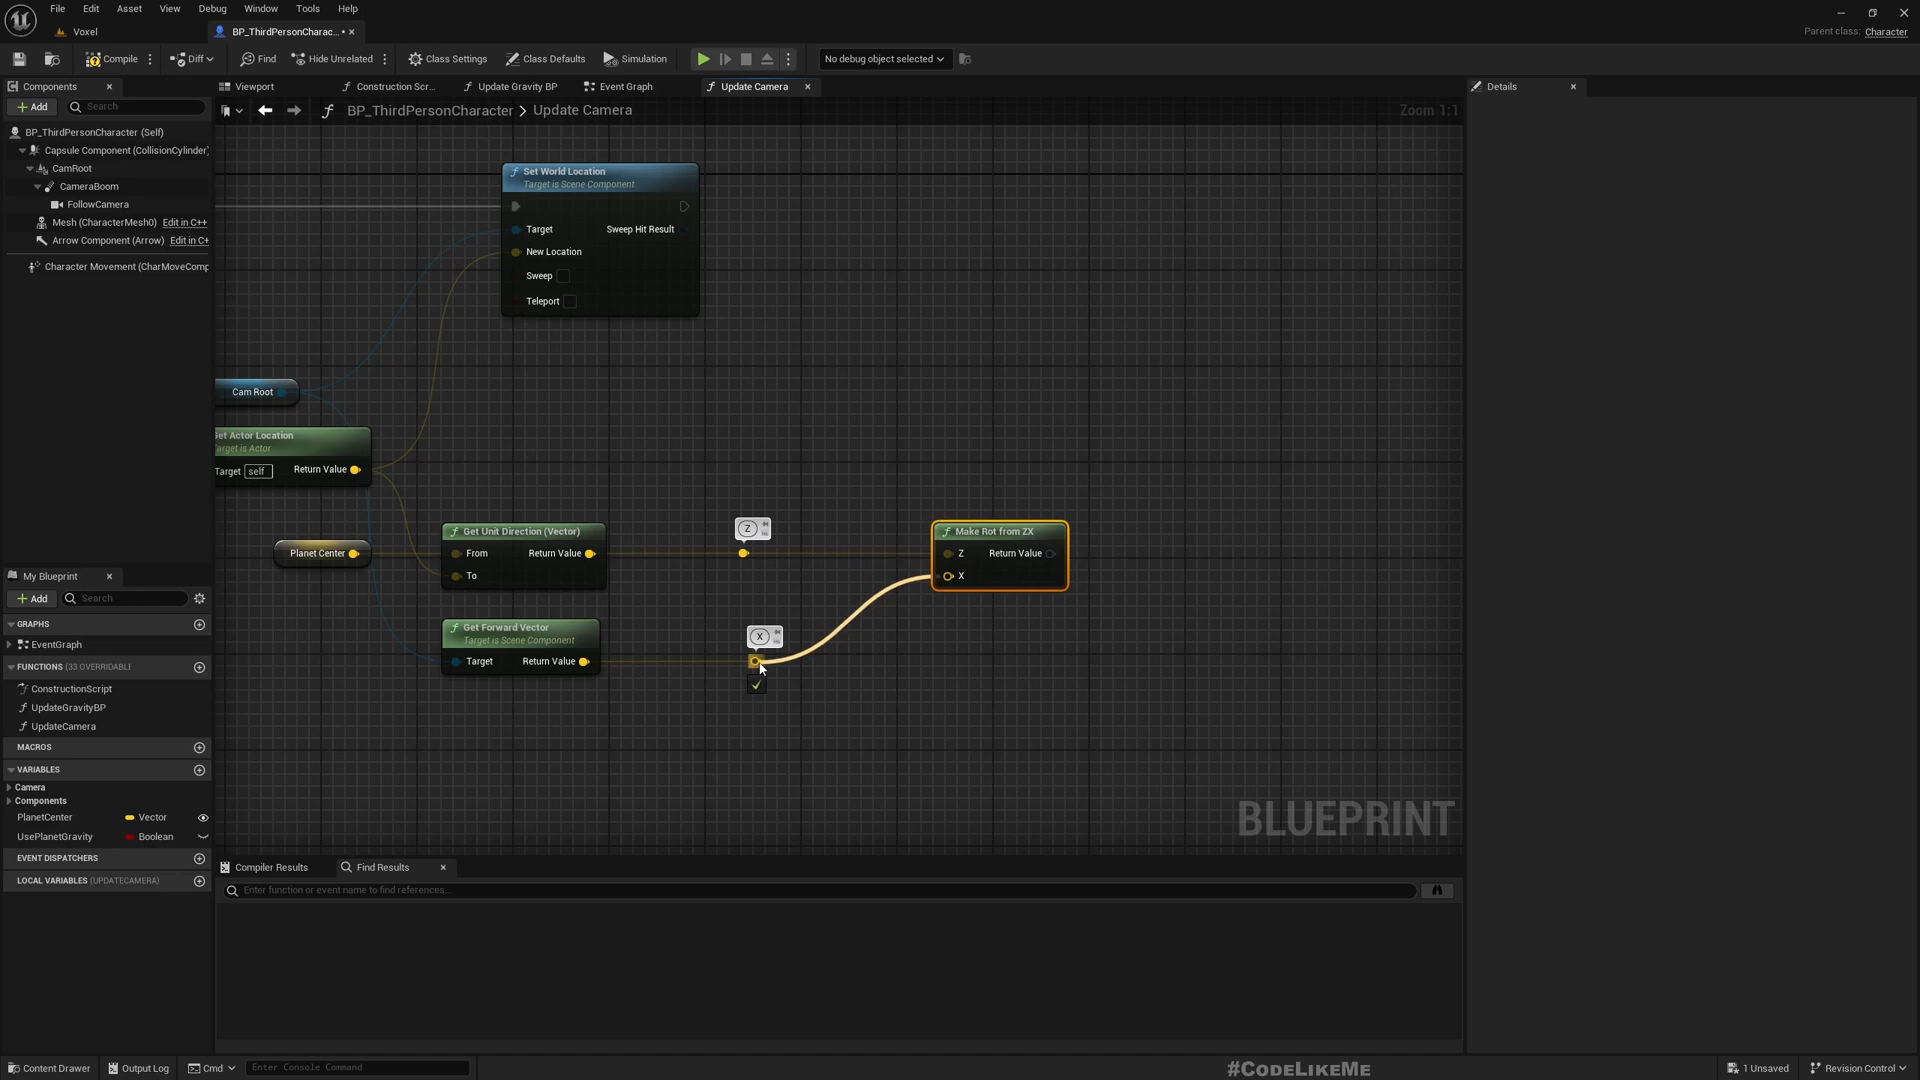 File Edit Asset View Debug Window Tools Help
Voxel
BP_ThirdPersonCharac...
Parent class: Character
Compile
Diff
Find
Hide Unrelated
Class Settings
Class Defaults
Simulation
No debug object selected
Components
Viewport
Construction Scr...
Update Gravity BP
Event Graph
Update Camera
Details
+ Add
Search
BP_ThirdPersonCharacter > Update Camera
Zoom 1:1
BP_ThirdPersonCharacter (Self)
Capsule Component (CollisionCylinder)
CamRoot
CameraBoom
FollowCamera
Mesh (CharacterMesh0) Edit in C++
Arrow Component (Arrow) Edit in C+
Character Movement (CharMoveComp
Set World Location
Target is Scene Component
Target
Sweep Hit Result
New Location
Sweep
Teleport
Cam Root
Get Actor Location
Target is Actor
Target self
Return Value
Planet Center
Get Unit Direction (Vector)
From
Return Value
To
Z
Make Rot from ZX
Z
Return Value
X
Get Forward Vector
Target is Scene Component
Target
Return Value
X
BLUEPRINT
My Blueprint
+ Add
Search
GRAPHS
EventGraph
FUNCTIONS (33 OVERRIDABL
ConstructionScript
UpdateGravityBP
UpdateCamera
MACROS
VARIABLES
Camera
Components
PlanetCenter Vector
UsePlanetGravity Boolean
EVENT DISPATCHERS
LOCAL VARIABLES (UPDATECAMERA)
Compiler Results
Find Results
Enter function or event name to find references...
Content Drawer
Output Log
Cmd
Enter Console Command
#CODELIKEME
1 Unsaved
Revision Control